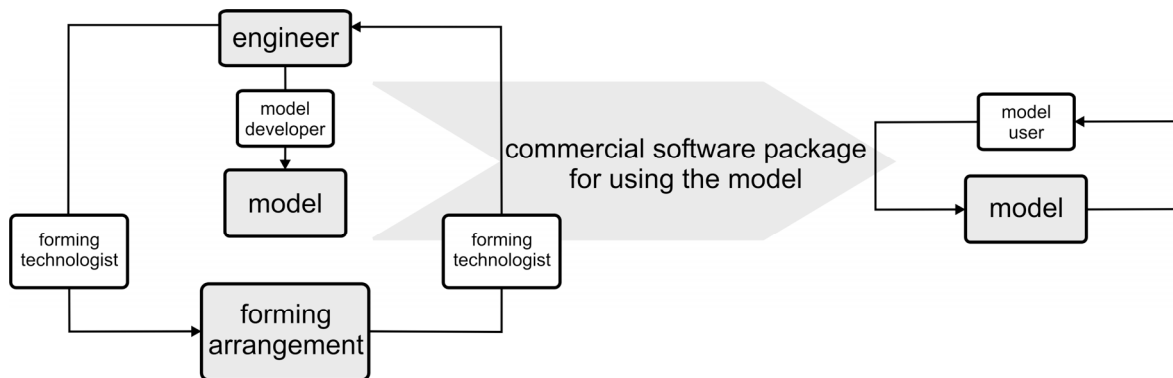 engineer
model
developer
model
forming
technologist
forming
technologist
forming
arrangement
commercial software package
for using the model
model
user
model